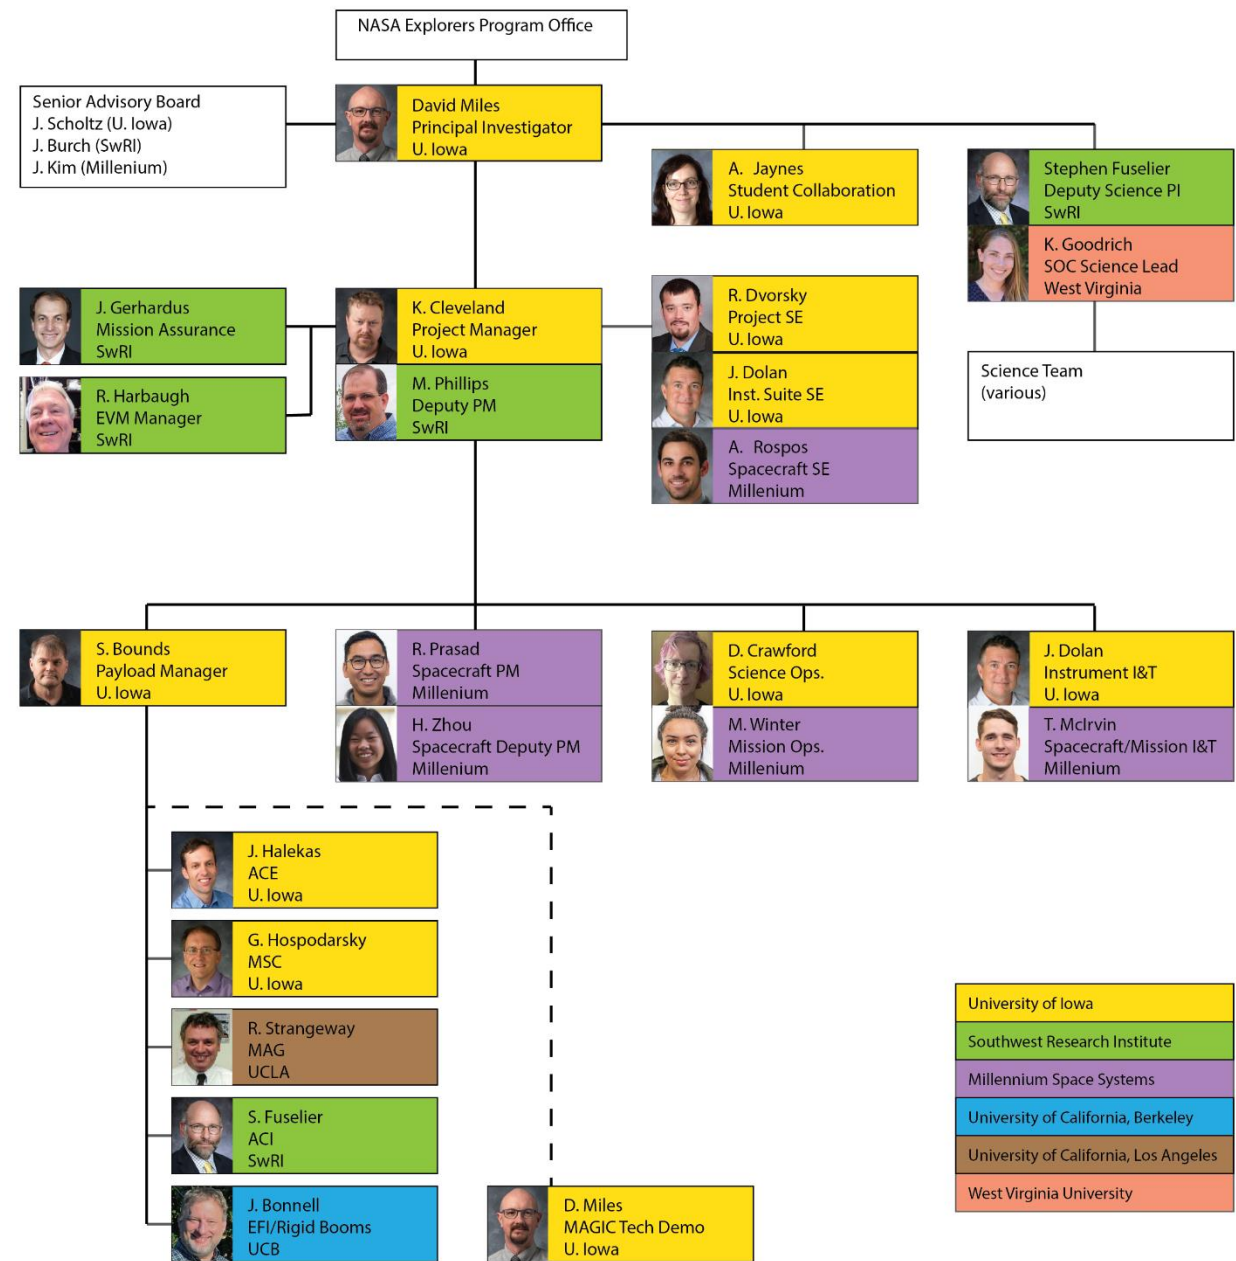 NASA Explorers Program Office
Senior Advisory Board
J. Scholtz (U. Iowa)
J. Burch (SwRI)
J. Kim (Millenium)
David Miles
Principal Investigator
U. Iowa
A. Jaynes
Student Collaboration
U. Iowa
Stephen Fuselier
Deputy Science PI
SwRI
K. Goodrich
SOC Science Lead
West Virginia
J. Gerhardus
Mission Assurance
SwRI
R. Harbaugh
EVM Manager
SwRI
K. Cleveland
Project Manager
U. Iowa
M. Phillips
Deputy PM
SwRI
R. Dvorsky
Project SE
U. Iowa
J. Dolan
Inst. Suite SE
U. Iowa
A. Rospos
Spacecraft SE
Millenium
Science Team
(various)
S. Bounds
Payload Manager
U. Iowa
R. Prasad
Spacecraft PM
Millenium
H. Zhou
Spacecraft Deputy PM
Millenium
D. Crawford
Science Ops.
U. Iowa
M. Winter
Mission Ops.
Millenium
J. Dolan
Instrument I&T
U. Iowa
T. McIrvin
Spacecraft/Mission I&T
Millenium
J. Halekas
ACE
U. Iowa
G. Hospodarsky
MSC
U. Iowa
R. Strangeway
MAG
UCLA
S. Fuselier
ACI
SwRI
J. Bonnell
EFI/Rigid Booms
UCB
D. Miles
MAGIC Tech Demo
U. Iowa
University of Iowa
Southwest Research Institute
Millennium Space Systems
University of California, Berkeley
University of California, Los Angeles
West Virginia University